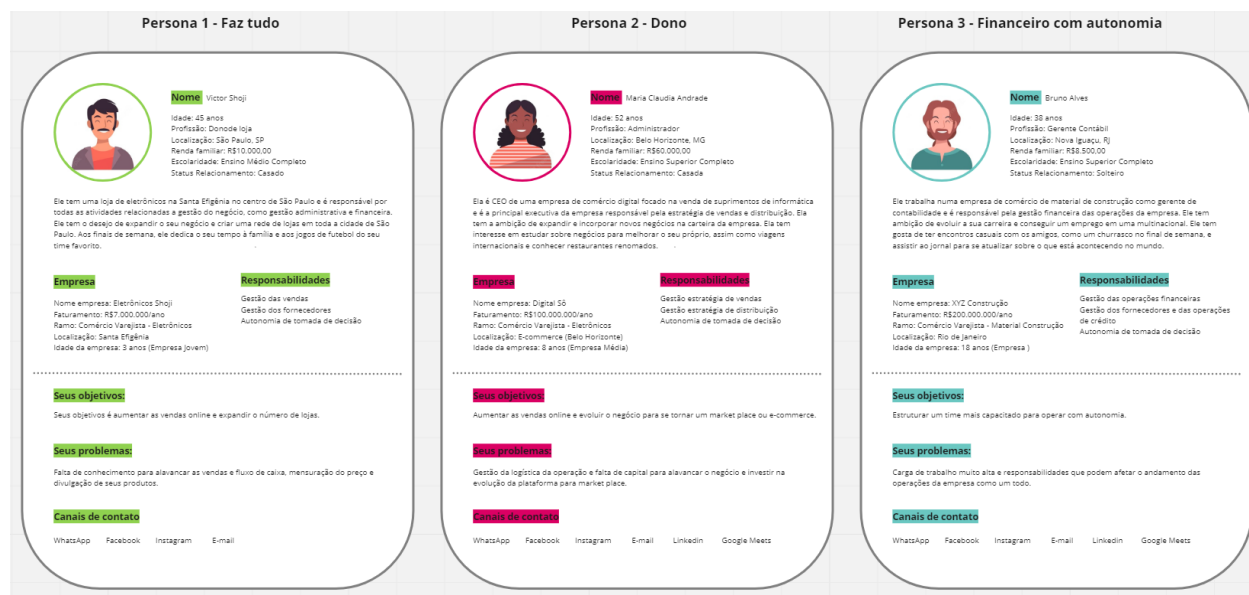 Persona 1 - Faz tudo
Nome Victor Shoji
Idade: 45 anos
Profissão: Donode loja
Localização: São Paulo, SP
Renda familiar: R$10.000,00
Escolaridade: Ensino Médio Completo
Status Relacionamento: Casado
Ele tem uma loja de eletrônicos na Santa Efigênia no centro de São Paulo e é responsável por
todas as atividades relacionadas a gestão do negócio, como gestão administrativa e financeira.
Ele tem o desejo de expandir o seu negócio e criar uma rede de lojas em toda a cidade de São
Paulo. Aos finais de semana, ele dedica o seu tempo à família e aos jogos de futebol do seu
time favorito.
Empresa
Nome empresa: Eletrônicos Shoji
Faturamento: R$7.000.000/ano
Ramo: Comércio Varejista - Eletrônicos
Localização: Santa Efigênia
Idade da empresa: 3 anos (Empresa Jovem)
Responsabilidades
Gestão das vendas
Gestão dos fornecedores
Autonomia de tomada de decisão
Seus objetivos:
Seus objetivos é aumentar as vendas online e expandir o número de lojas.
Seus problemas:
Falta de conhecimento para alavancar as vendas e fluxo de caixa, mensuração do preço e
divulgação de seus produtos.
Canais de contato
WhatsApp Facebook Instagram E-mail
Persona 2 - Dono
Nome Maria Claudia Andrade
Idade: 52 anos
Profissão: Administrador
Localização: Belo Horizonte, MG
Renda familiar: R$60.000,00
Escolaridade: Ensino Superior Completo
Status Relacionamento: Casada
Ela é CEO de uma empresa de comércio digital focado na venda de suprimentos de informática
e é a principal executiva da empresa responsável pela estratégia de vendas e distribuição. Ela
tem a ambição de expandir e incorporar novos negócios na carteira da empresa. Ela tem
interesse em estudar sobre negócios para melhorar o seu próprio, assim como viagens
internacionais e conhecer restaurantes renomados.
Empresa
Nome empresa: Digital Sô
Faturamento: R$100.000.000/ano
Ramo: Comércio Varejista - Eletrônicos
Localização: E-commerce (Belo Horizonte)
Idade da empresa: 8 anos (Empresa Média)
Responsabilidades
Gestão estratégia de vendas
Gestão estratégia de distribuição
Autonomia de tomada de decisão
Seus objetivos:
Aumentar as vendas online e evoluir o negócio para se tornar um market place ou e-commerce.
Seus problemas:
Gestão da logística da operação e falta de capital para alavancar o negócio e investir na
evolução da plataforma para market place.
Canais de contato
WhatsApp Facebook Instagram E-mail Linkedin Google Meets
Persona 3 - Financeiro com autonomia
Nome Bruno Alves
Idade: 38 anos
Profissão: Gerente Contábil
Localização: Nova Iguaçu, RJ
Renda familiar: R$8.500,00
Escolaridade: Ensino Superior Completo
Status Relacionamento: Solteiro
Ele trabalha numa empresa de comércio de material de construção como gerente de
contabilidade e é responsável pela gestão financeira das operações da empresa. Ele tem
ambição de evoluir a sua carreira e conseguir um emprego em uma multinacional. Ele tem
gosta de ter encontros casuais com os amigos, como um churrasco no final de semana, e
assistir ao jornal para se atualizar sobre o que está acontecendo no mundo.
Empresa
Nome empresa: XYZ Construção
Faturamento: R$200.000.000/ano
Ramo: Comércio Varejista - Material Construção
Localização: Rio de Janeiro
Idade da empresa: 18 anos (Empresa )
Responsabilidades
Gestão das operações financeiras
Gestão dos fornecedores e das operações
de crédito
Autonomia de tomada de decisão
Seus objetivos:
Estruturar um time mais capacitado para operar com autonomia.
Seus problemas:
Carga de trabalho muito alta e responsabilidades que podem afetar o andamento das
operações da empresa como um todo.
Canais de contato
WhatsApp Facebook Instagram E-mail Linkedin Google Meets